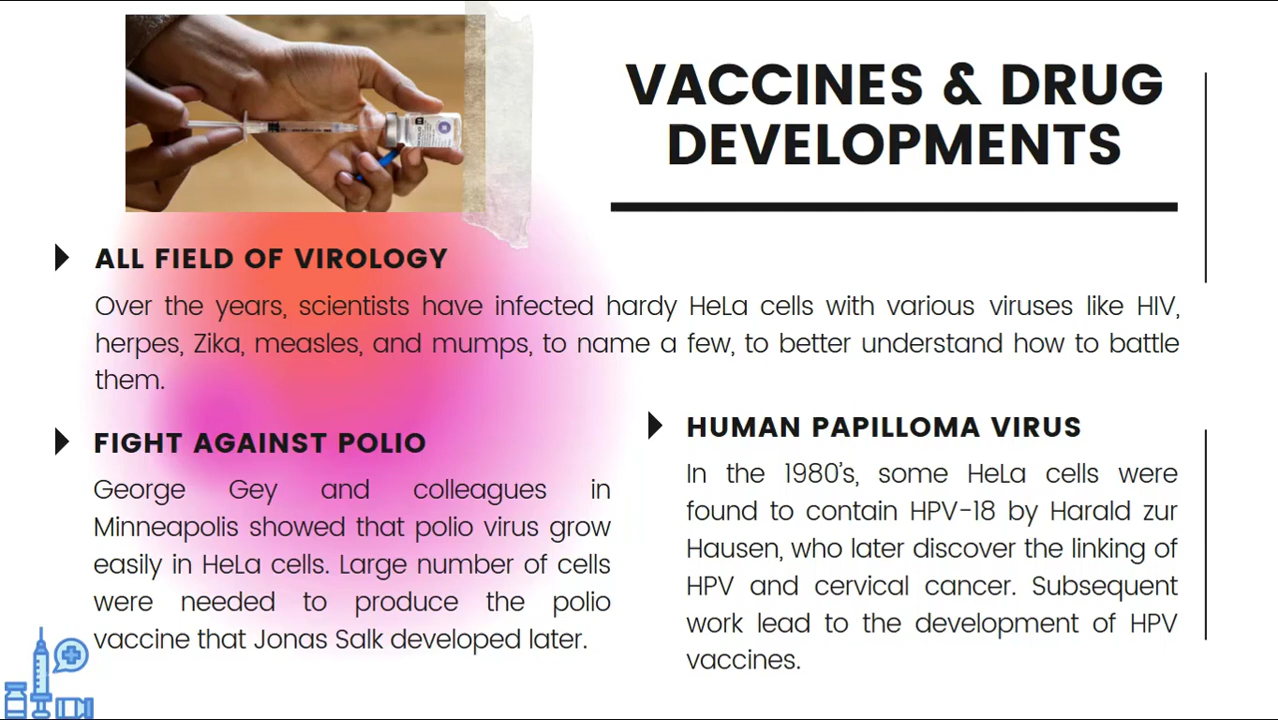 VACCINES & DRUG
DEVELOPMENTS
ALL FIELD OF VIROLOGY
Over the years, scientists have infected hardy HeLa cells with various viruses like HIV,
herpes, Zika, measles, and mumps, to name a few, to better understand how to battle
them.
FIGHT AGAINST POLIO
George Gey and colleagues in
Minneapolis showed that polio virus grow
easily in HeLa cells. Large number of cells
were needed to produce the polio
vaccine that Jonas Salk developed later.
HUMAN PAPILLOMA VIRUS
In the 1980's, some HeLa cells were
found to contain HPV-18 by Harald zur
Hausen, who later discover the linking of
HPV and cervical cancer. Subsequent
work lead to the development of HPV
vaccines.